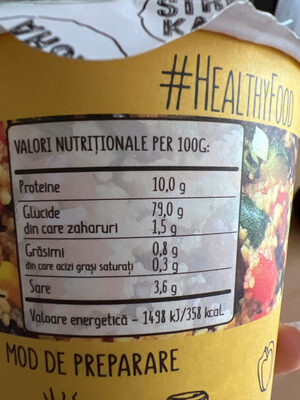 #HEALTHYFOOD
VALORI NUTRIȚIONALE PER 100G:
Proteine 10,0 g
Glucide 79,0 g
din care zaharuri 1,5 g
Grăsimi 0,8 g
din care acizi grași saturați 0,3 g
Sare 3,6 g
Valoare energetică - 1498 kJ/358 kcal.
MOD DE PREPARARE